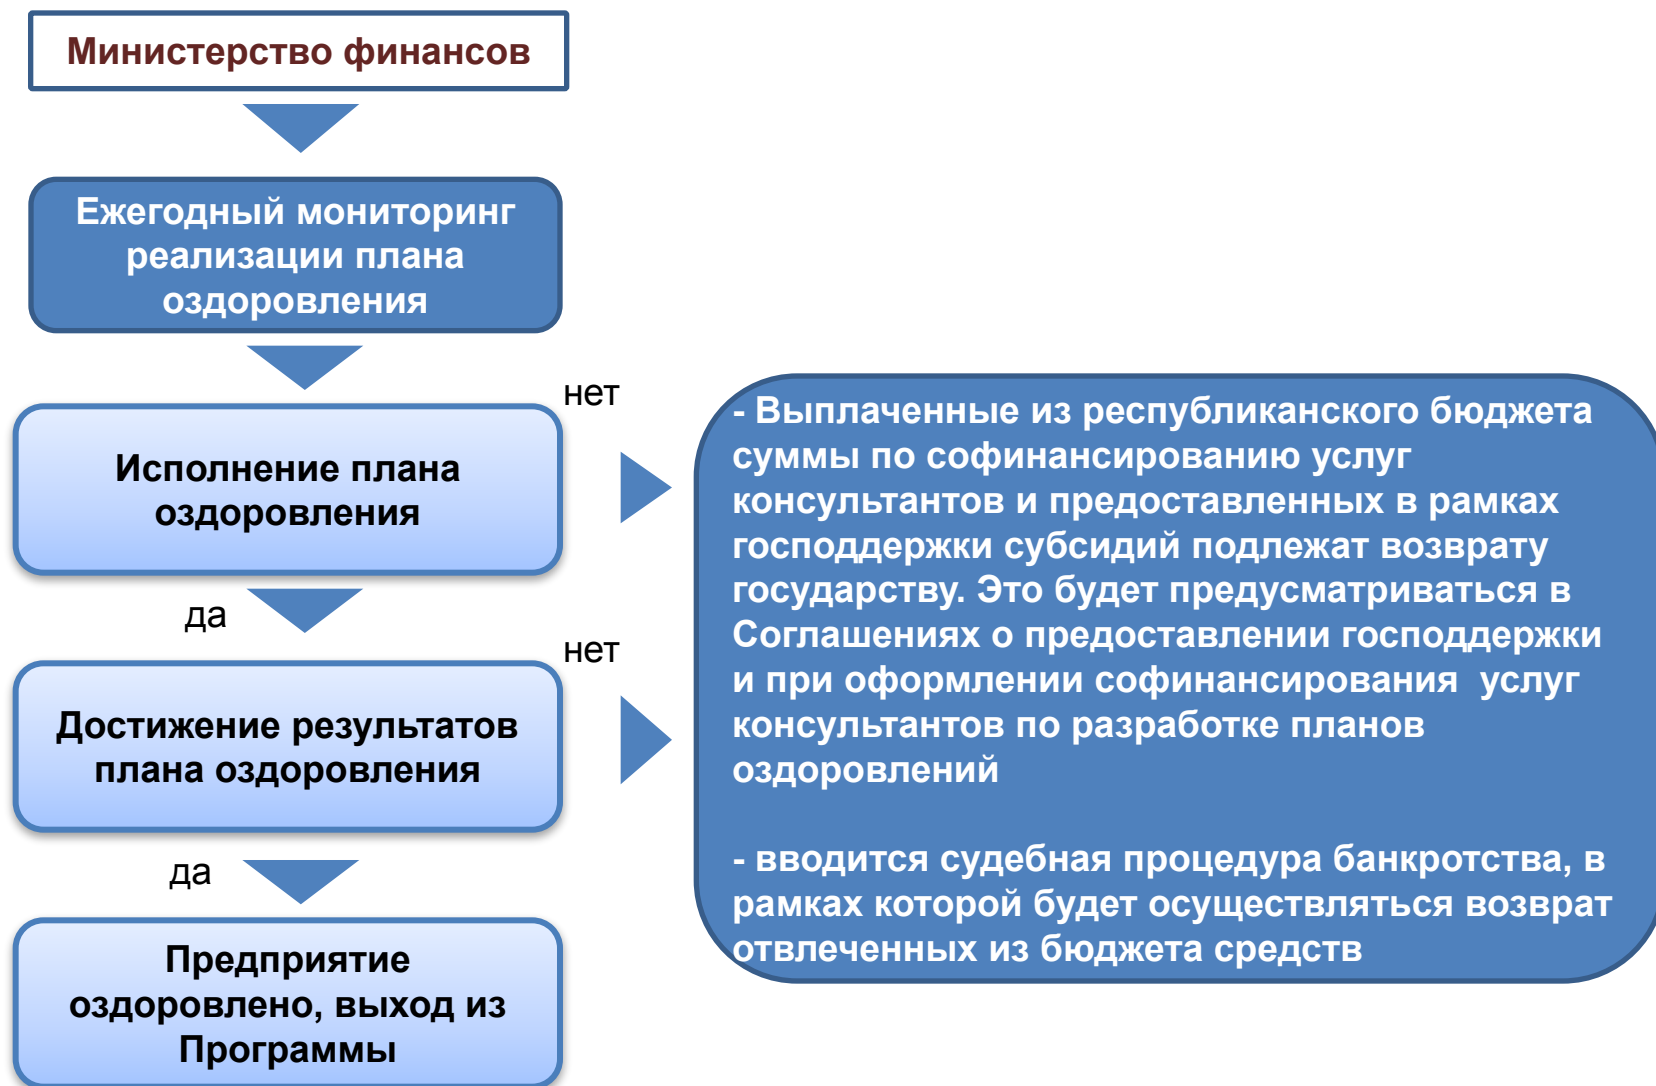 Министерство финансов
Ежегодный мониторинг
реализации плана
оздоровления
нет
Исполнение плана
оздоровления
да
нет
Достижение результатов
плана оздоровления
да
Предприятие
оздоровлено, выход из
Программы
- Выплаченные из республиканского бюджета
суммы по софинансированию услуг
консультантов и предоставленных в рамках
господдержки субсидий подлежат возврату
государству. Это будет предусматриваться в
Соглашениях о предоставлении господдержки
и при оформлении софинансирования  услуг
консультантов по разработке планов
оздоровлений
- вводится судебная процедура банкротства, в
рамках которой будет осуществляться возврат
отвлеченных из бюджета средств